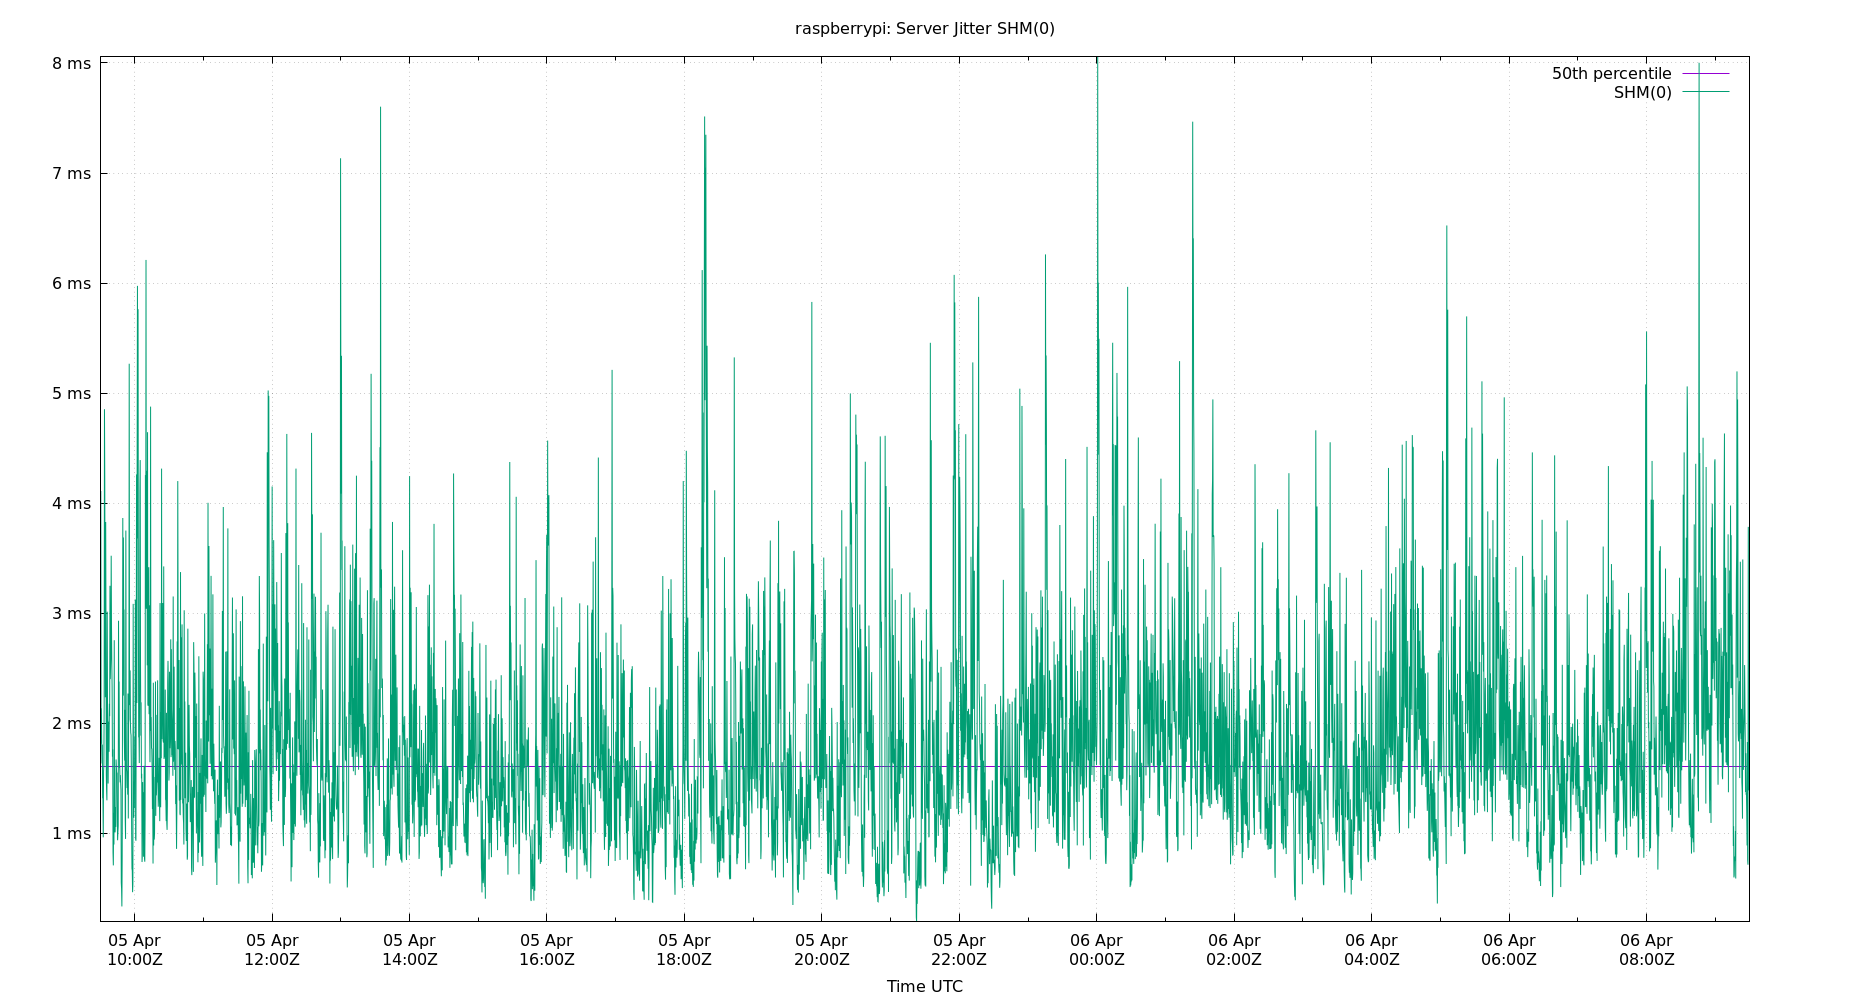 raspberrypi: Server Jitter SHM(0)
8 ms
7 ms
6 ms
5 ms
4 ms
3 ms
2 ms
1 ms
50th percentile
SHM(0)
05 Apr 05 Apr 05 Apr 05 Apr 05 Apr 05 Apr 05 Apr 06 Apr 06 Apr 06 Apr 06 Apr 06 Apr
10:00Z 12:00Z 14:00Z 16:00Z 18:00Z 20:00Z 22:00Z 00:00Z 02:00Z 04:00Z 06:00Z 08:00Z
Time UTC